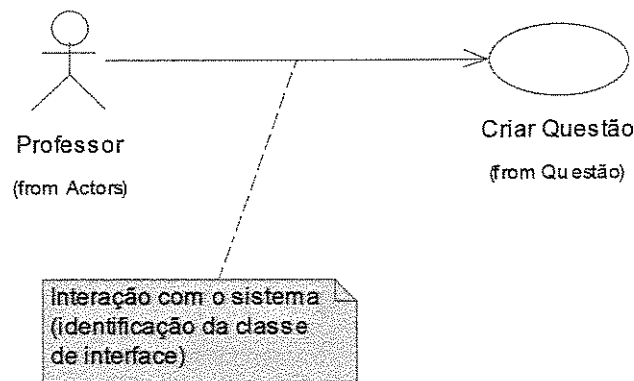 Professor
(from Actors)
Criar Questão
(from Questão)
Interação com o sistema
(identificação da classe
de interface)